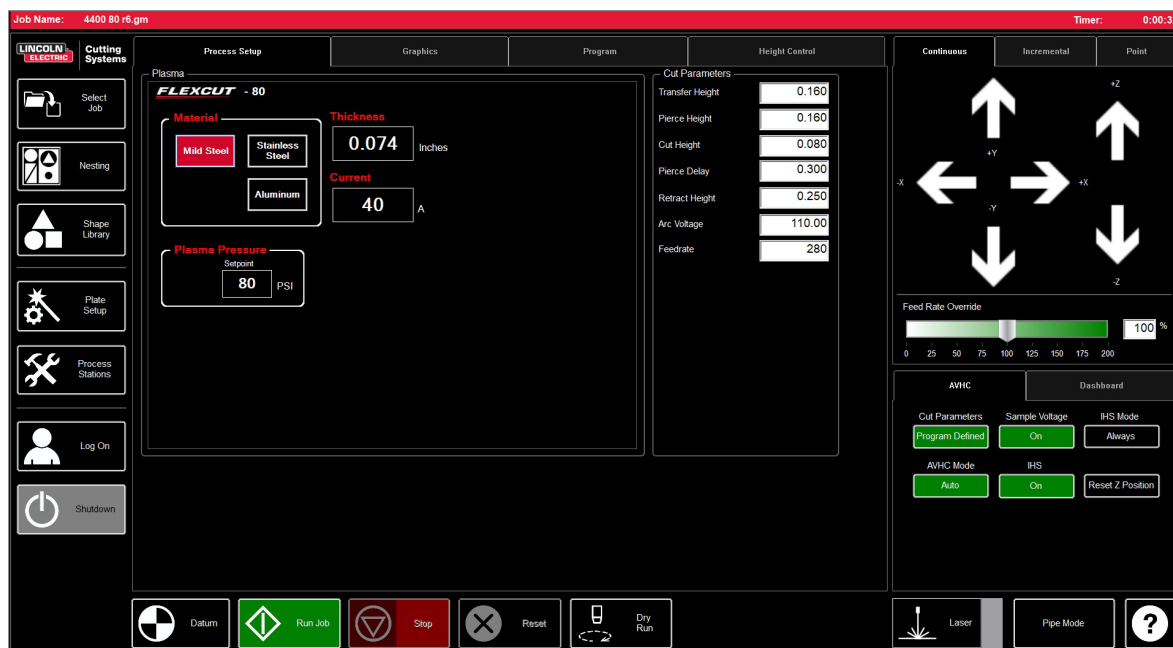 Job Name: 4400 80 r6.gm
Timer: 0:00:3
LINCOLN ELECTRIC
Cutting Systems
Process Setup
Graphics
Program
Height Control
Continuous
Incremental
Point
Select Job
Nesting
Shape Library
Plate Setup
Process Stations
Log On
Shutdown
Plasma
FLEXCUT - 80
Material
Mild Steel
Stainless Steel
Aluminum
Thickness
0.074 Inches
Current
40 A
Plasma Pressure
Setpoint
80 PSI
Cut Parameters
Transfer Height 0.160
Pierce Height 0.160
Cut Height 0.080
Pierce Delay 0.300
Retract Height 0.250
Arc Voltage 110.00
Feedrate 280
+Z
+Y
-X
+X
-Y
-Z
Feed Rate Override
100 %
0 25 50 75 100 125 150 175 200
AVHC
Dashboard
Cut Parameters Sample Voltage IHS Mode
Program Defined On Always
AVHC Mode IHS
Auto On Reset Z Position
Datum
Run Job
Stop
Reset
Dry Run
Laser
Pipe Mode
?